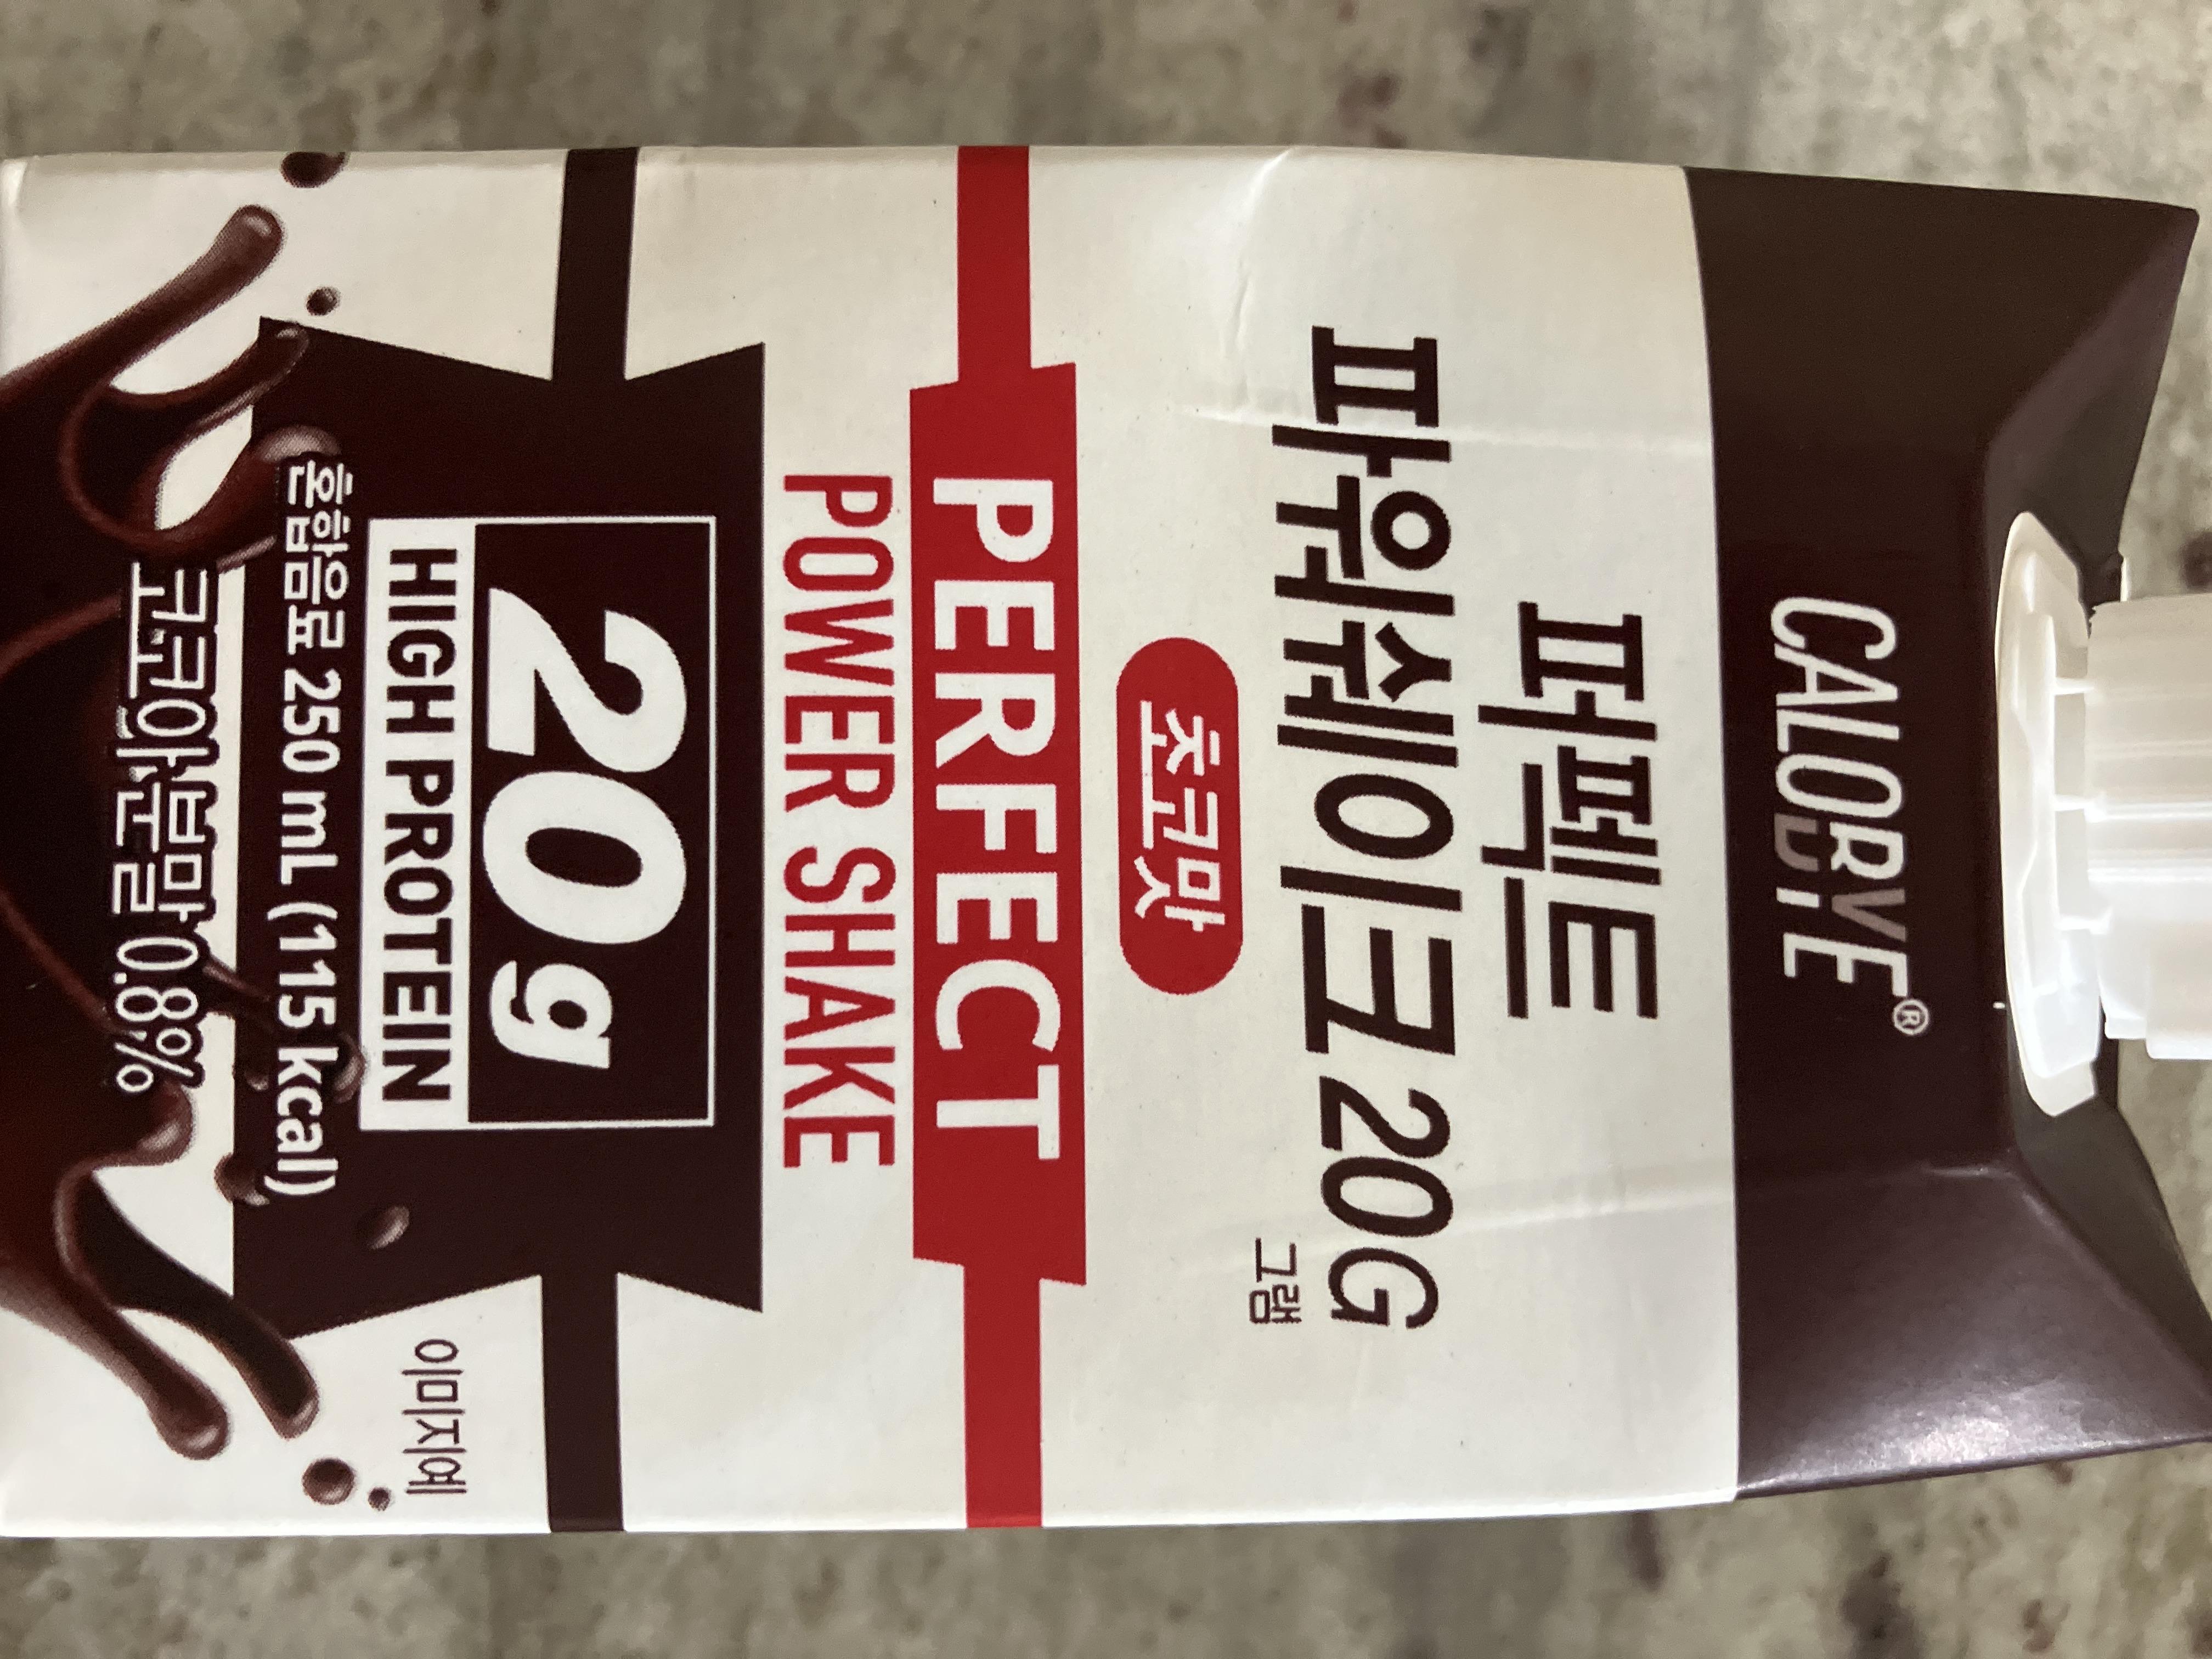 CALOBYE®
퍼펙트
파워쉐이크 20G
그램
초코맛
PERFECT
POWER SHAKE
20g
HIGH PROTEIN
혼합음료 250 mL (115 kcal)
코코아분말 0.8%
이미지예